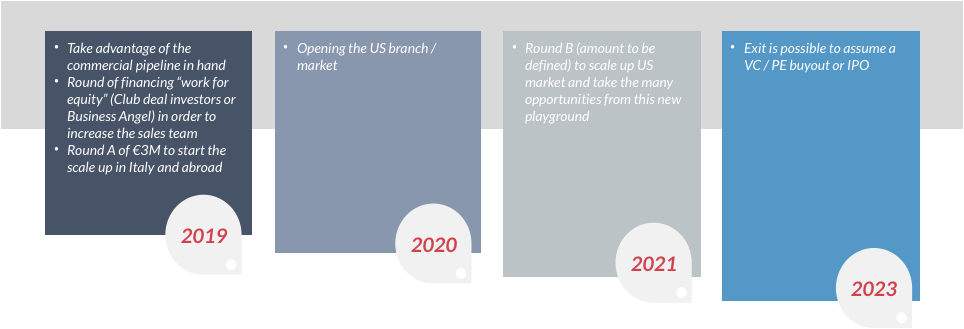 • Take advantage of the
commercial pipeline in hand
• Round of financing “work for
equity” (Club deal investors or
Business Angel) in order to
increase the sales team
• Round A of €3M to start the
scale up in Italy and abroad
2019
• Opening the US branch /
market
2020
• Round B (amount to be
defined) to scale up US
market and take the many
opportunities from this new
playground
2021
• Exit is possible to assume a
VC / PE buyout or IPO
2023